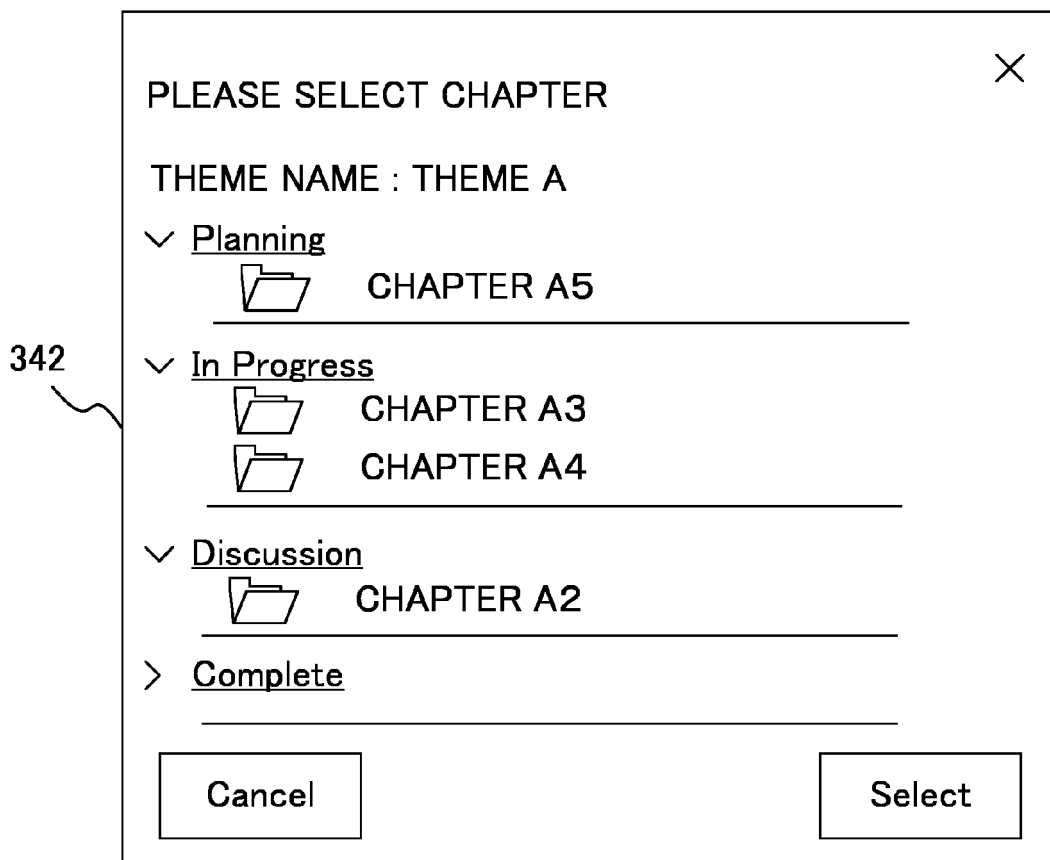 PLEASE SELECT CHAPTER
THEME NAME : THEME A
Planning
CHAPTER A5
342
In Progress
CHAPTER A3
CHAPTER A4
Discussion
CHAPTER A2
Complete
Cancel
Select